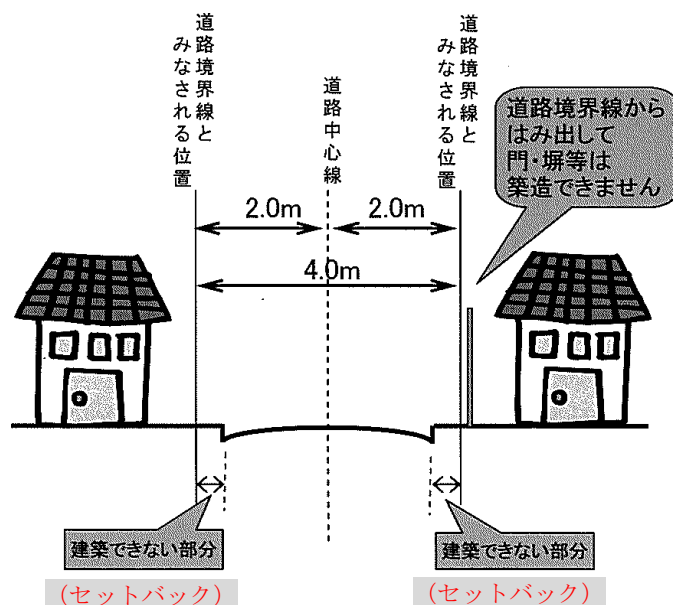 道路境界線と
みなされる位置
道路中心線
道路境界線と
みなされる位置
道路境界線から
はみ出して
門・塀等は
築造できません
2.0m
2.0m
4.0m
建築できない部分
建築できない部分
(セットバック)
(セットバック)